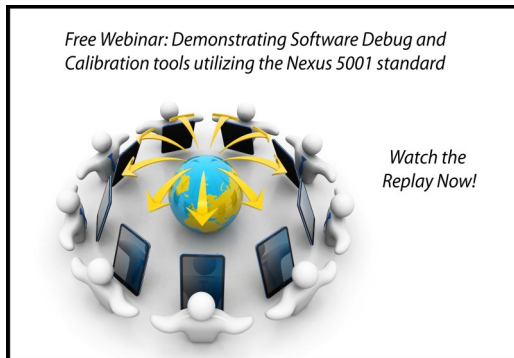 Free Webinar: Demonstrating Software Debug and
Calibration tools utilizing the Nexus 5001 standard
Watch the
Replay Now!